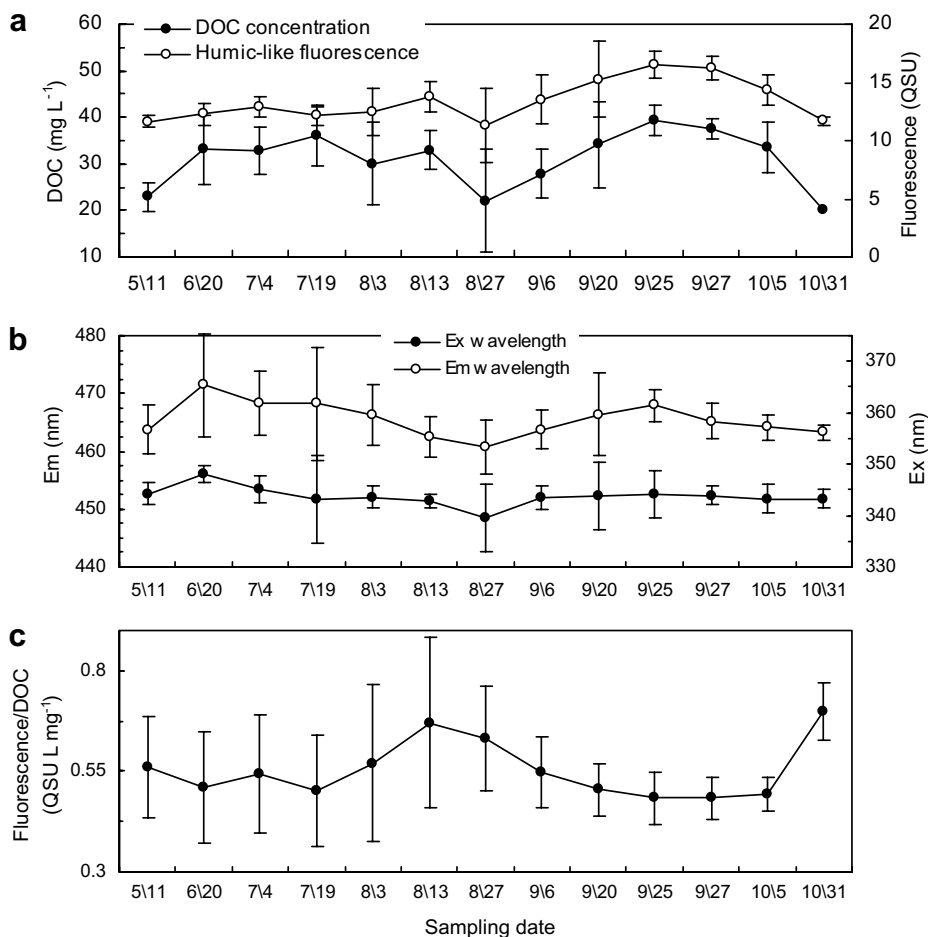 a
DOC concentration
Humic-like fluorescence
60
50
40
30
20
10
DOC (mg L⁻¹)
20
15
10
5
0
Fluorescence (QSU)
5\11 6\20 7\4 7\19 8\3 8\13 8\27 9\6 9\20 9\25 9\27 10\5 10\31
b
Ex wavelength
Em wavelength
480
470
460
450
440
Em (nm)
370
360
350
340
330
Ex (nm)
5\11 6\20 7\4 7\19 8\3 8\13 8\27 9\6 9\20 9\25 9\27 10\5 10\31
c
0.8
0.55
0.3
Fluorescence/DOC
(QSU L mg⁻¹)
5\11 6\20 7\4 7\19 8\3 8\13 8\27 9\6 9\20 9\25 9\27 10\5 10\31
Sampling date